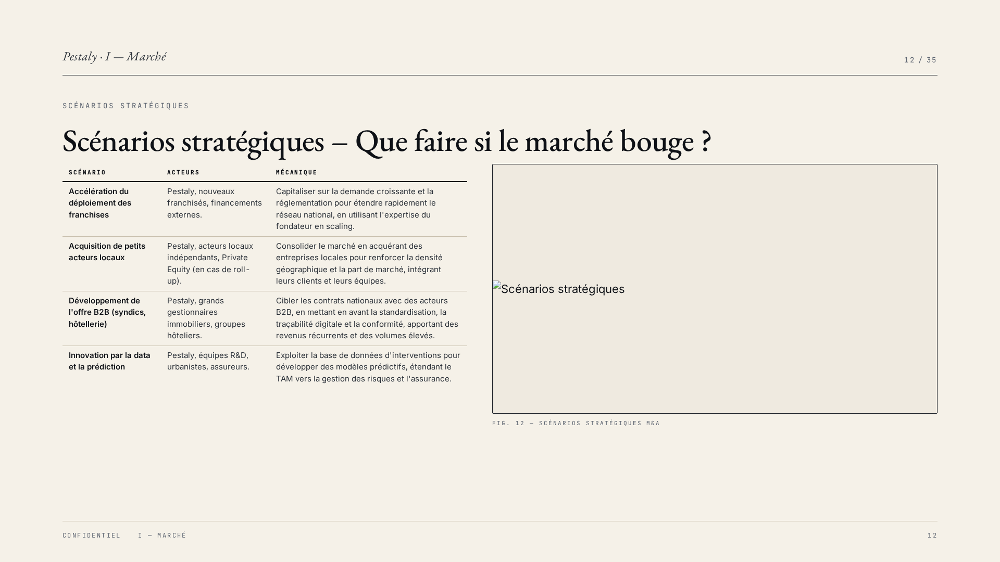 Pestaly · I — Marché
12 / 35
SCÉNARIOS STRATÉGIQUES
Scénarios stratégiques – Que faire si le marché bouge ?
SCÉNARIO
ACTEURS
MÉCANIQUE
Accélération du
déploiement des
franchises
Pestaly, nouveaux
franchisés, financements
externes.
Capitaliser sur la demande croissante et la
réglementation pour étendre rapidement le
réseau national, en utilisant l'expertise du
fondateur en scaling.
Acquisition de petits
acteurs locaux
Pestaly, acteurs locaux
indépendants, Private
Equity (en cas de roll-
up).
Consolider le marché en acquérant des
entreprises locales pour renforcer la densité
géographique et la part de marché, intégrant
leurs clients et leurs équipes.
Développement de
l'offre B2B (syndics,
hôtellerie)
Pestaly, grands
gestionnaires
immobiliers, groupes
hôteliers.
Cibler les contrats nationaux avec des acteurs
B2B, en mettant en avant la standardisation, la
traçabilité digitale et la conformité, apportant des
revenus récurrents et des volumes élevés.
Innovation par la data
et la prédiction
Pestaly, équipes R&D,
urbanistes, assureurs.
Exploiter la base de données d'interventions pour
développer des modèles prédictifs, étendant le
TAM vers la gestion des risques et l'assurance.
Scénarios stratégiques
FIG. 12 — SCÉNARIOS STRATÉGIQUES M&A
CONFIDENTIEL
I — MARCHÉ
12